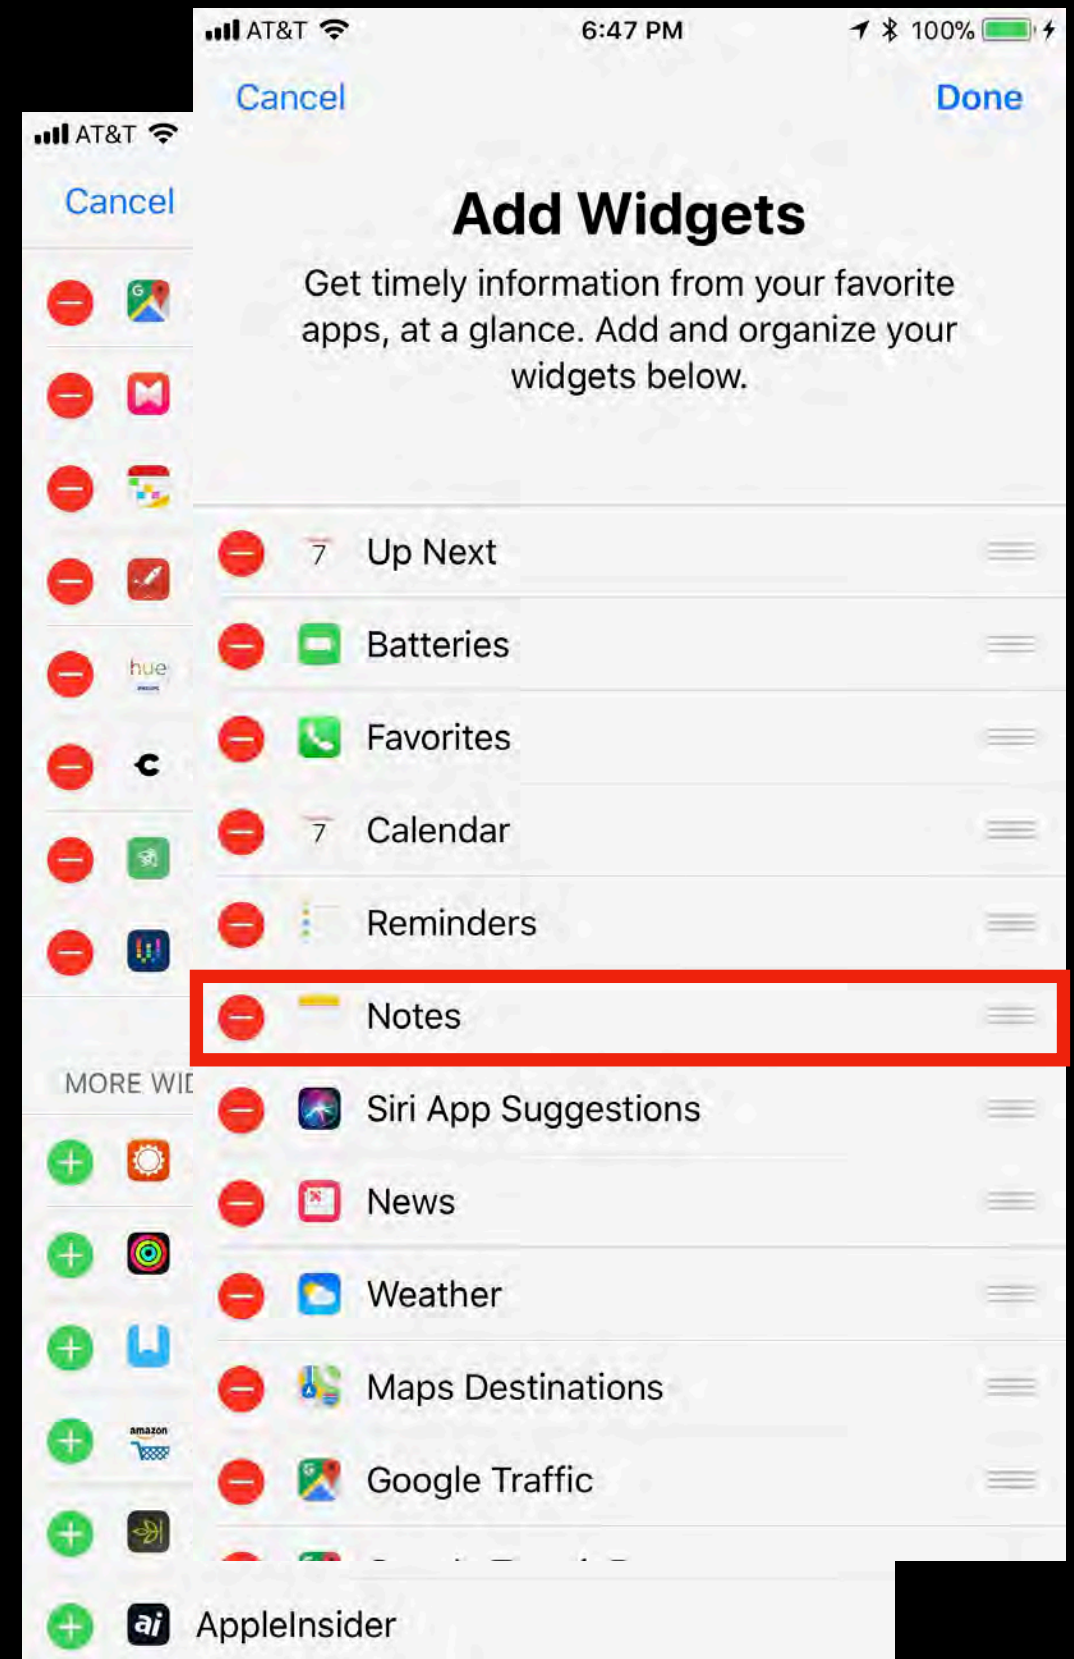 AT&T 6:47 PM 100%
Cancel Done
Add Widgets
Get timely information from your favorite
apps, at a glance. Add and organize your
widgets below.
7 Up Next
Batteries
Favorites
7 Calendar
Reminders
Notes
Siri App Suggestions
News
Weather
Maps Destinations
G Google Traffic
AT&T
Cancel
G
hue
MORE
amazon
ai AppleInsider